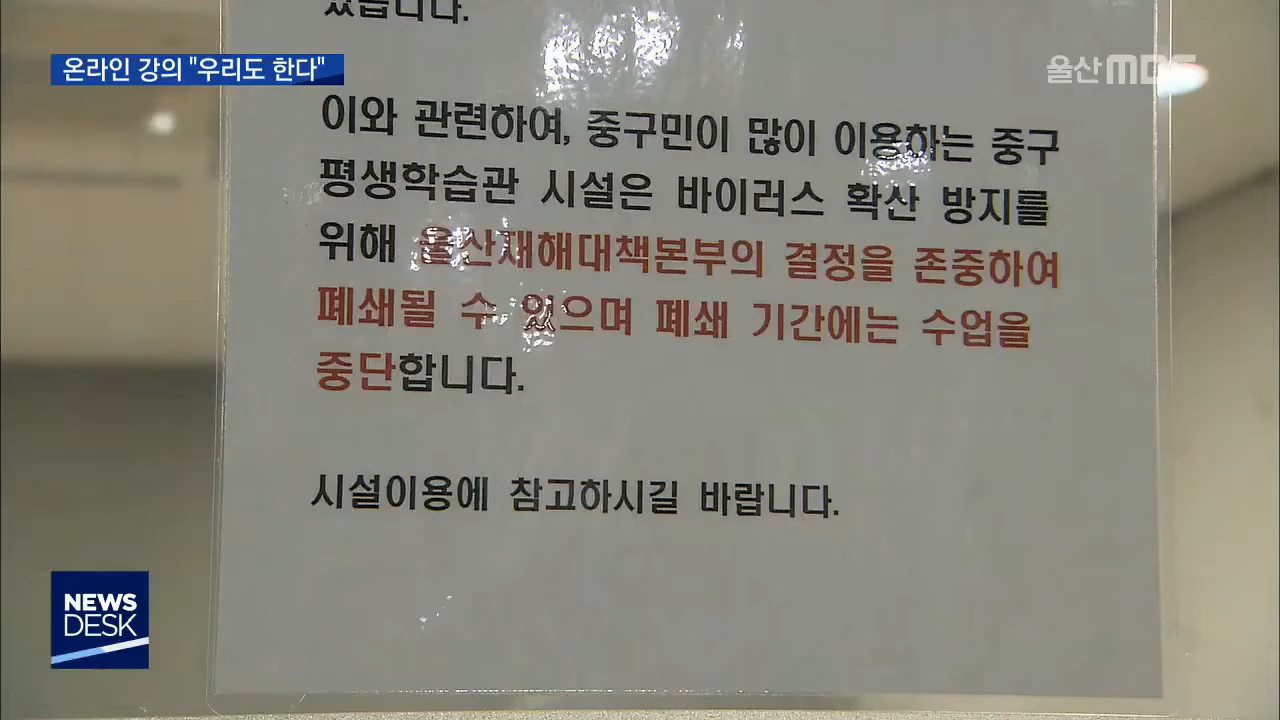 있습니다.
온라인 강의 "우리도 한다"
울산MBC
이와 관련하여, 중구민이 많이 이용하는 중구
평생학습관 시설은 바이러스 확산 방지를
위해 울산재해대책본부의 결정을 존중하여
폐쇄될 수 있으며 폐쇄 기간에는 수업을
중단합니다.
시설이용에 참고하시길 바랍니다.
NEWS
DESK